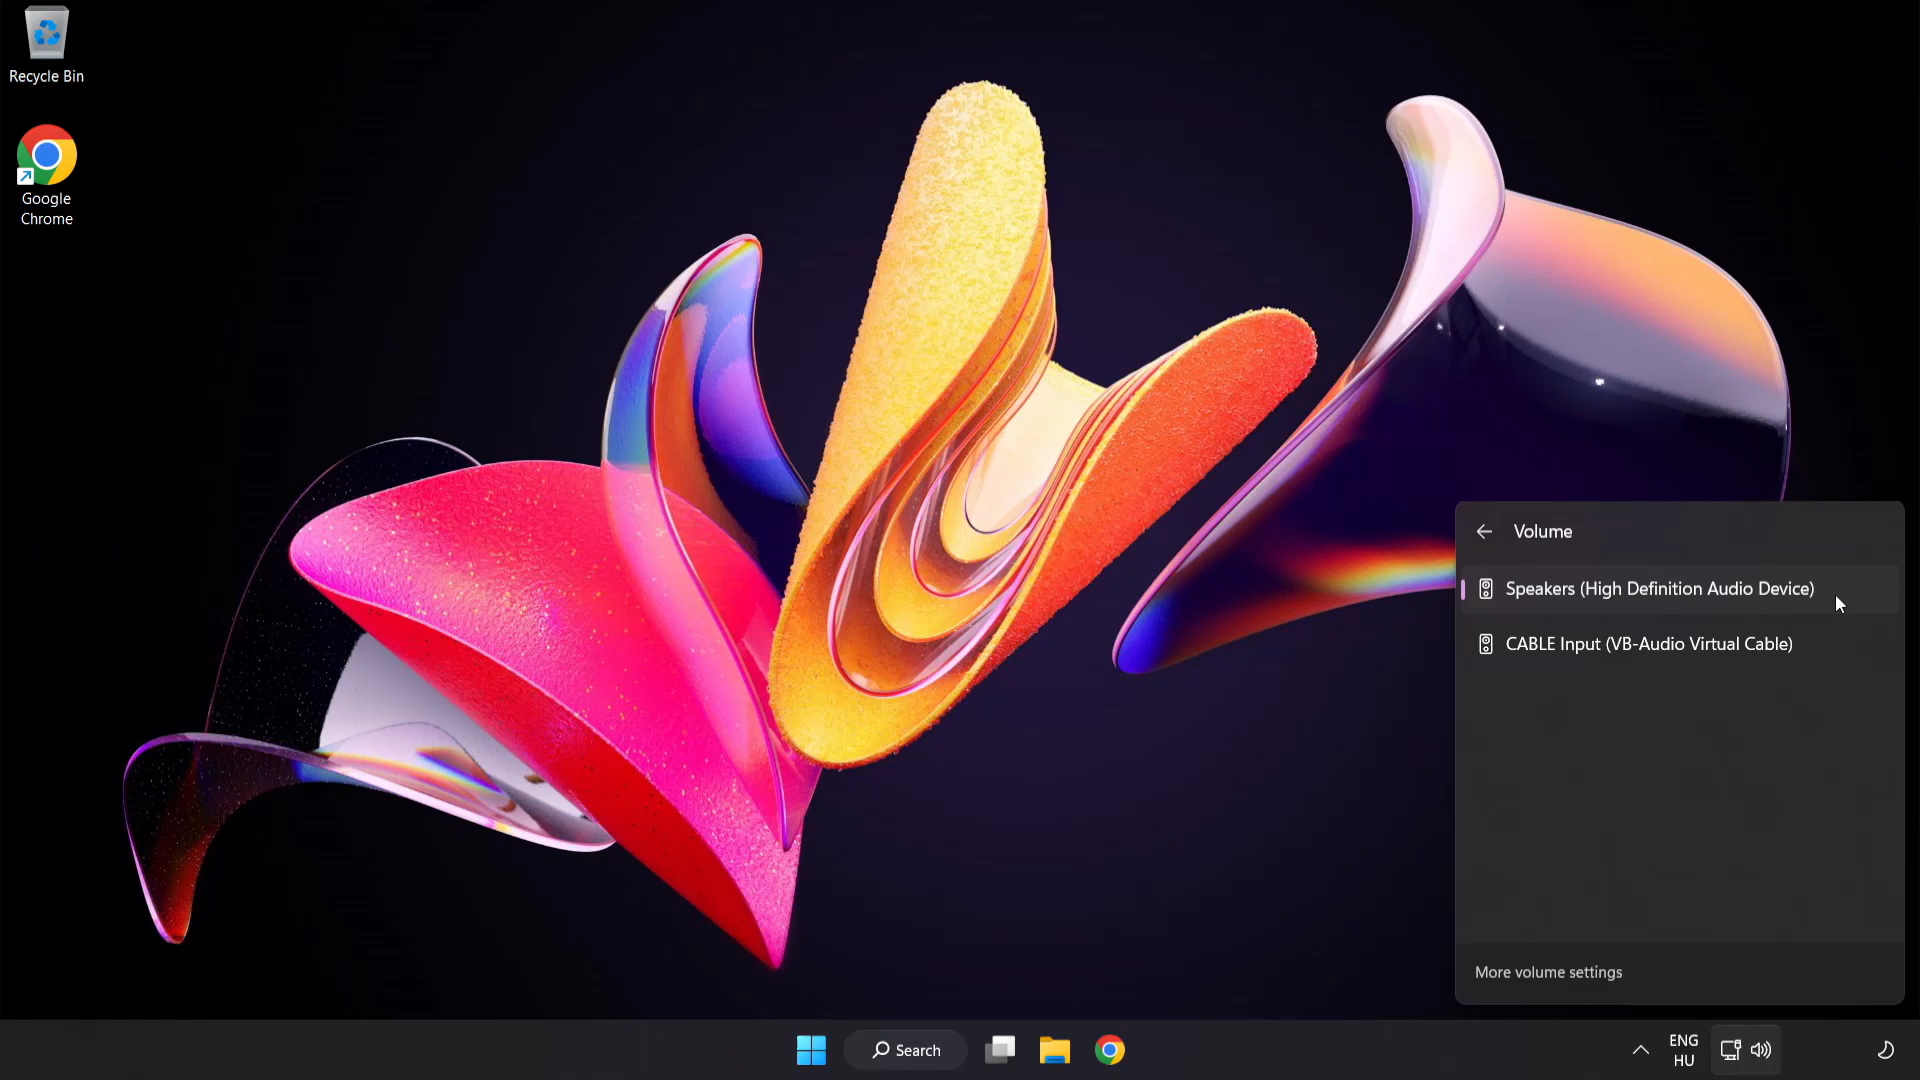 Recycle Bin
Google
Chrome
Volume
Speakers (High Definition Audio Device)
CABLE Input (VB-Audio Virtual Cable)
More volume settings
Search
ENG
HU